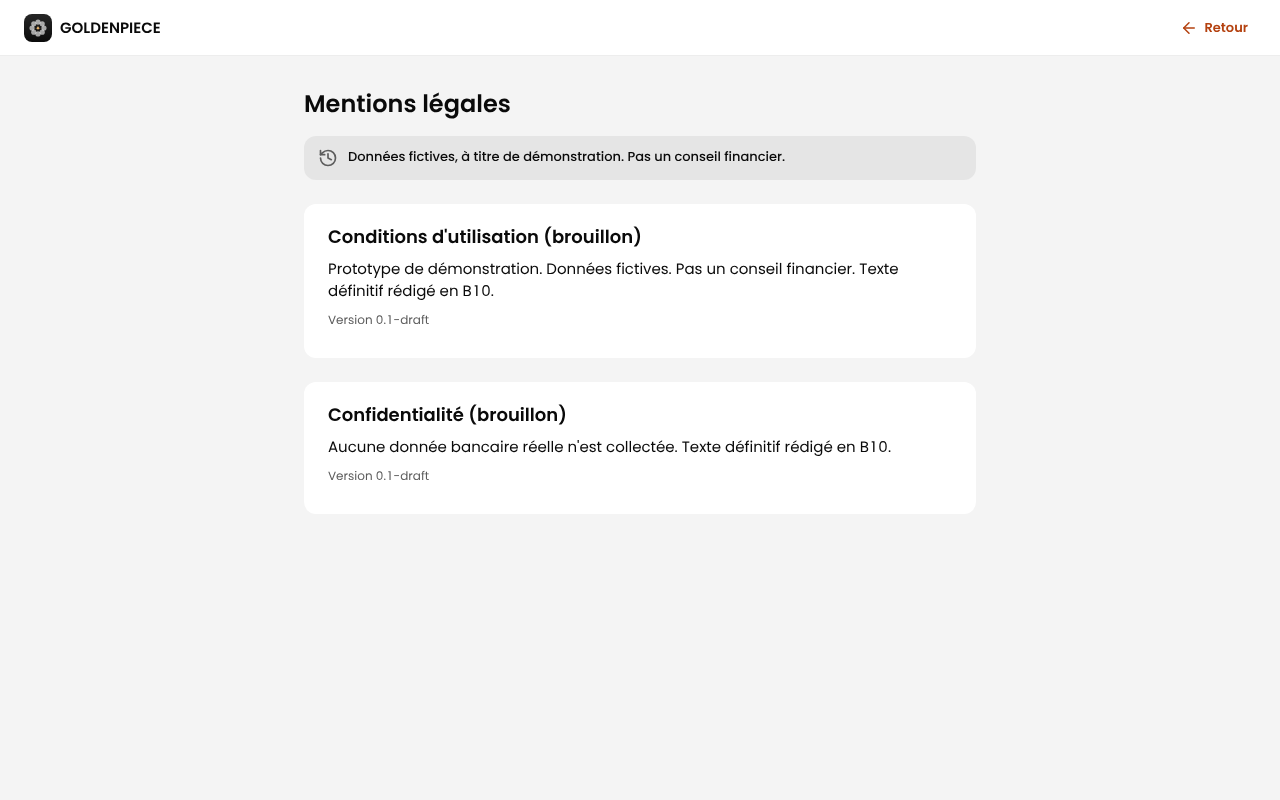 GOLDENPIECE
Retour
Mentions légales
Données fictives, à titre de démonstration. Pas un conseil financier.
Conditions d'utilisation (brouillon)
Prototype de démonstration. Données fictives. Pas un conseil financier. Texte
définitif rédigé en B10.
Version 0.1-draft
Confidentialité (brouillon)
Aucune donnée bancaire réelle n'est collectée. Texte définitif rédigé en B10.
Version 0.1-draft